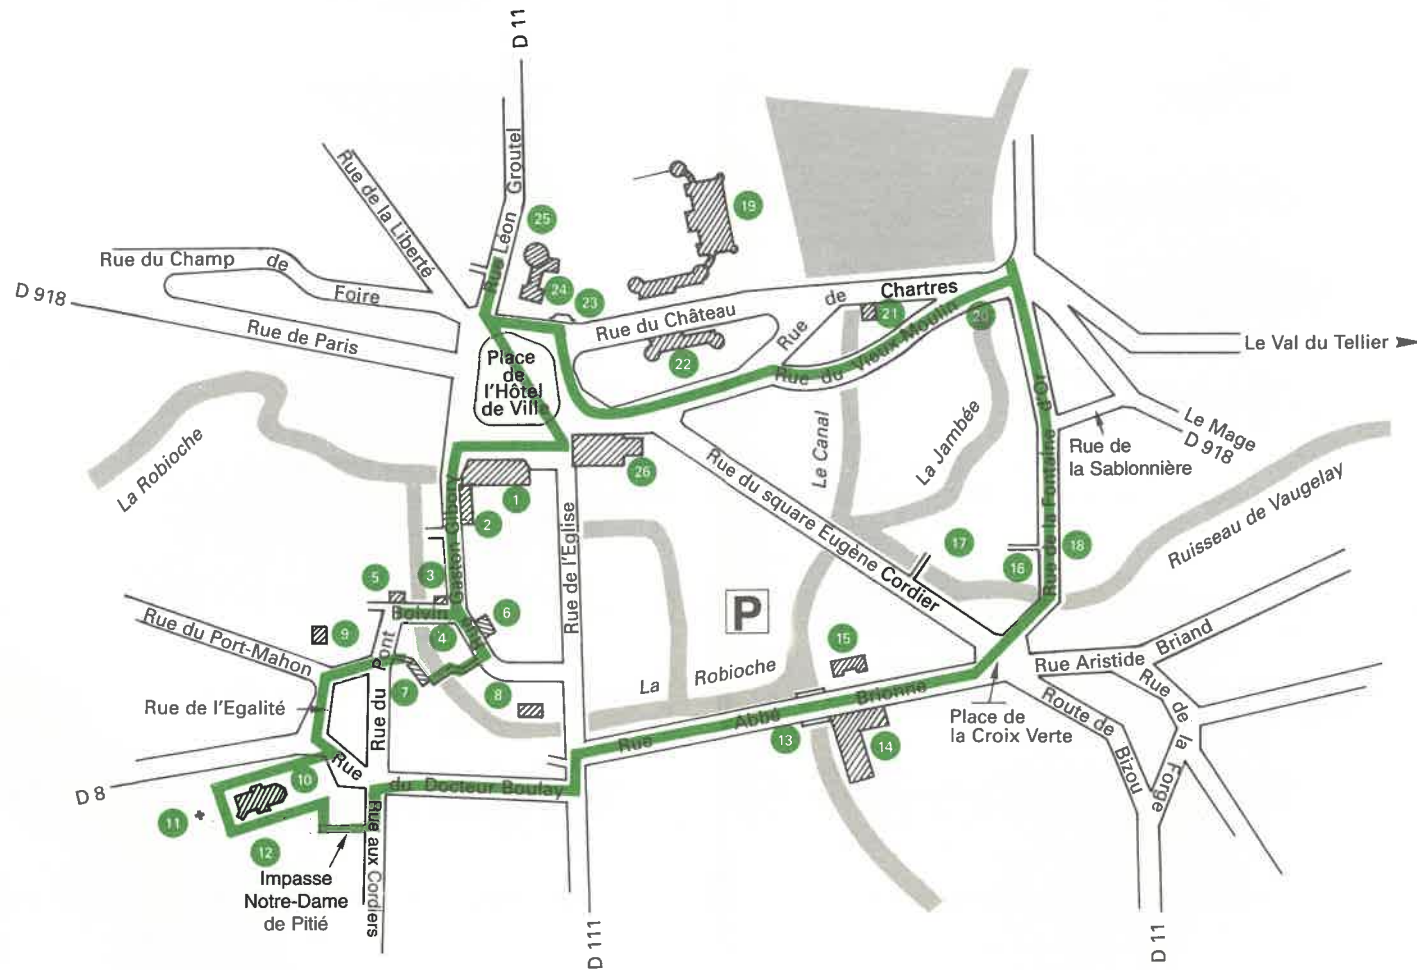 D 11
Rue Léon Groutel
Rue de la Liberté
25
19
Rue du Champ de Foire
24
23
Chartres
Rue de
D 918
Rue du Château
21
20
Rue de Paris
Place
de
l'Hôtel
de Ville
22
Rue du Vieux Moulin
Le Val du Tellier
La Robioche
Le Canal
La Jambée
Rue de la Fontaine d'Or
Le Mage
D 918
Rue de
la Sablonnière
26
Rue du square Eugène Cordier
Ruisseau de Vaugelay
1
2
Gaston Gibory
Rue de l'Eglise
17
18
16
5
3
Boivin
Rue
6
P
4
9
Rue du Port-Mahon
15
Rue Aristide Briand
7
8
La Robioche
Rue de l'Egalité
Rue du Pont
Rue Abbé Brionne
Place de
la Croix Verte
Route de Bizou
Rue de la Forge
13
14
D 8
10
Rue du Docteur Boulay
11
12
Rue aux Cordiers
Impasse
Notre-Dame
de Pitié
D 111
D 11